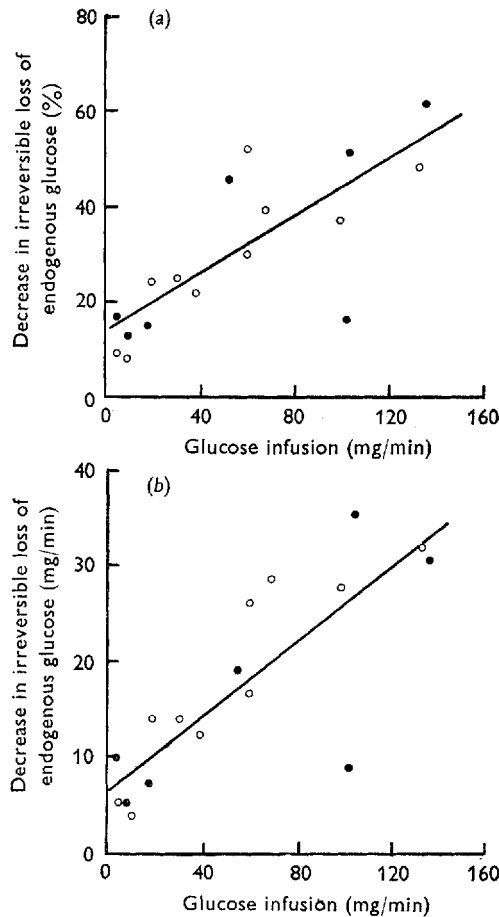 (a)
Decrease in irreversible loss of
endogenous glucose (%)
80
60
40
20
0
0 40 80 120 160
Glucose infusion (mg/min)
(b)
Decrease in irreversible loss of
endogenous glucose (mg/min)
40
30
20
10
0
0 40 80 120 160
Glucose infusion (mg/min)